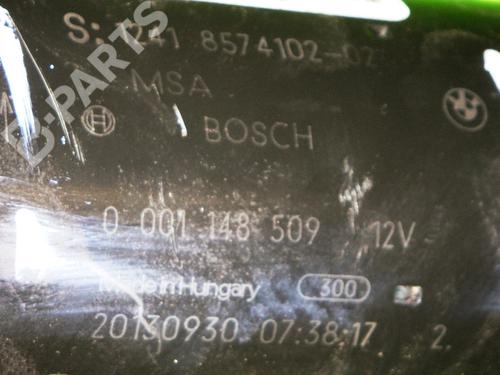 S: 1241 8574102-02
MSA
BOSCH
0 001 148 509 12V
Made in Hungary 300
20130930 07:38:17 2.
B-PARTS